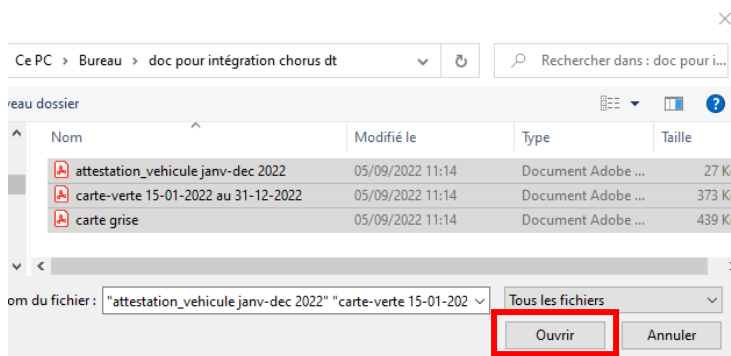 Ce PC > Bureau > doc pour intégration chorus dt
Rechercher dans : doc pour i...
veau dossier
Nom Modifié le Type Taille
attestation_vehicule janv-dec 2022 05/09/2022 11:14 Document Adobe ... 27 K
carte-verte 15-01-2022 au 31-12-2022 05/09/2022 11:14 Document Adobe ... 373 K
carte grise 05/09/2022 11:14 Document Adobe ... 439 K
om du fichier : "attestation_vehicule janv-dec 2022" "carte-verte 15-01-202 Tous les fichiers
Ouvrir Annuler